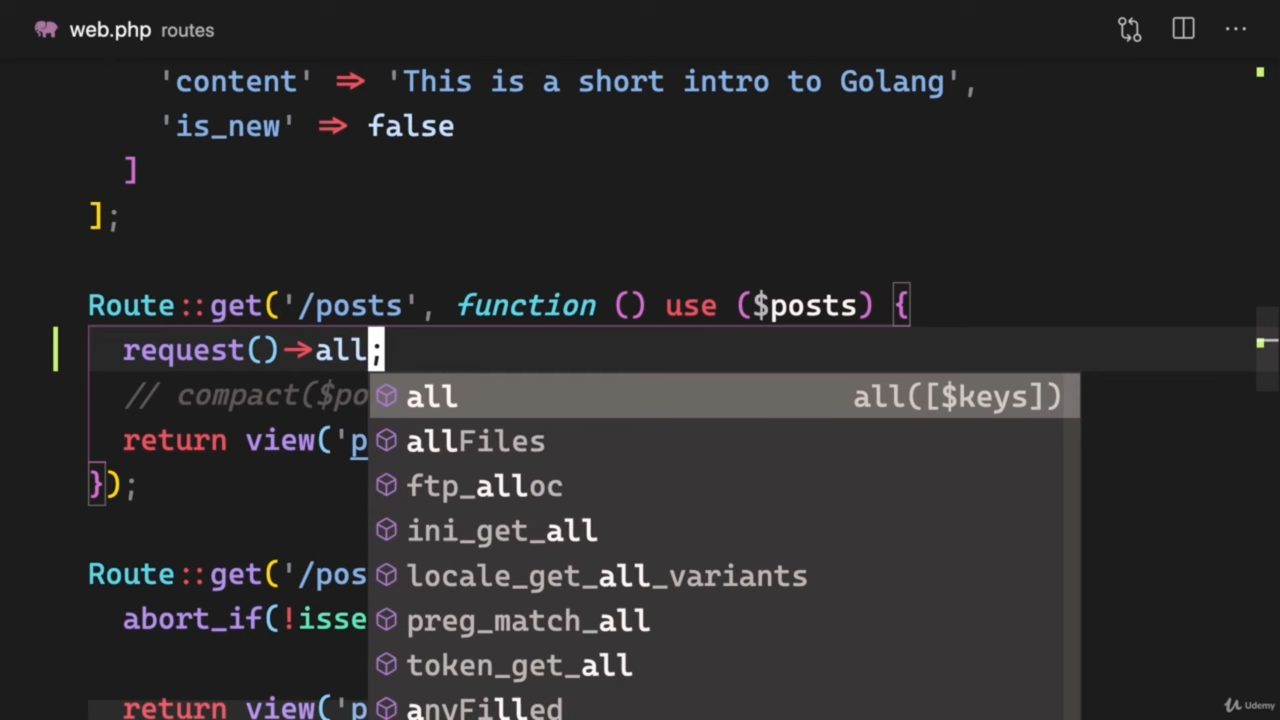 web.php routes
'content' => 'This is a short intro to Golang',
'is_new' => false
]
];
Route::get('/posts', function () use ($posts) {
request()->all;
// compact($po
return view('p
});
all all([$keys])
allFiles
ftp_alloc
ini_get_all
locale_get_all_variants
preg_match_all
token_get_all
anyFilled
Route::get('/pos
abort_if(!isse
return view('p
Udemy